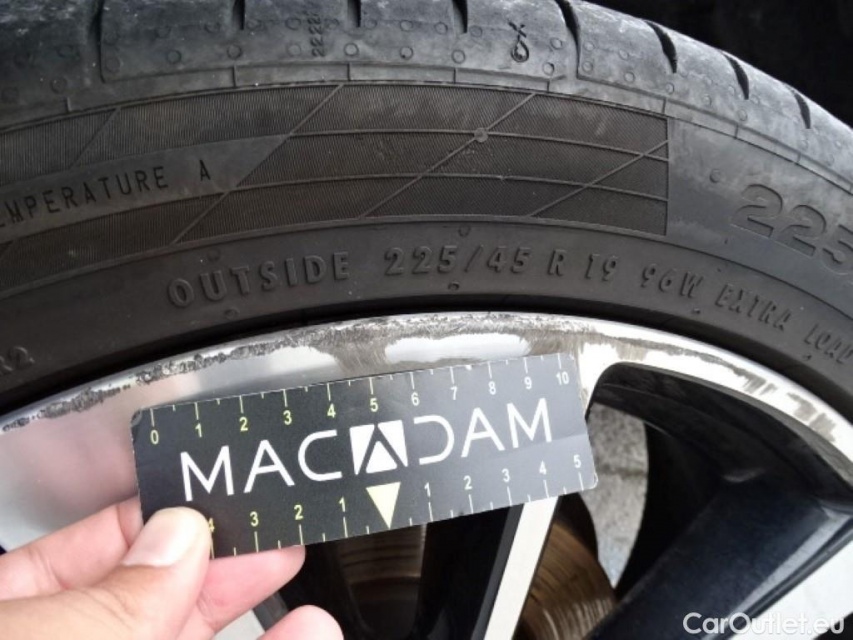 TEMPERATURE A
225
OUTSIDE 225/45 R 19 96W EXTRA LOAD
0 1 2 3 4 5 6 7 8 9 10
MACADAM
4 3 2 1 1 2 3 4 5
CarOutlet.eu